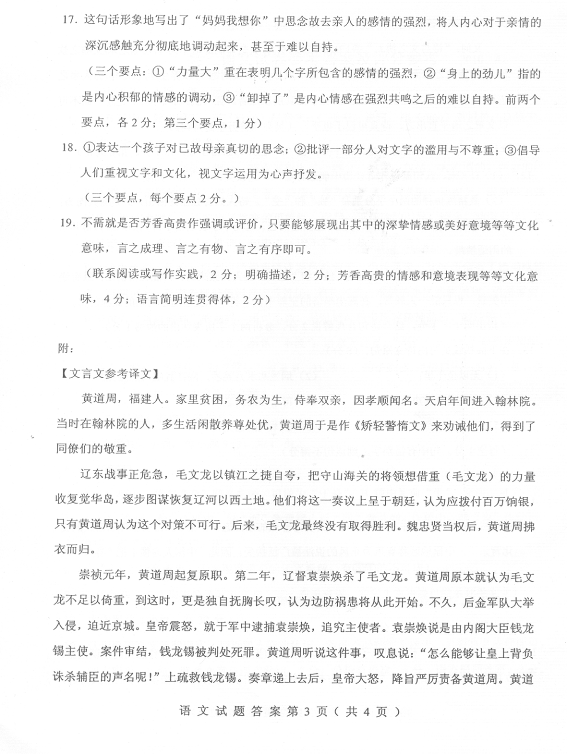 17. 这句话形象地写出了“妈妈我想你”中思念故去亲人的感情的强烈，将人内心对于亲情的
深沉感触充分彻底地调动起来，甚至于难以自持。
（三个要点：①“力量大”重在表明几个字所包含的感情的强烈，②“身上的劲儿”指的
是内心积郁的情感的调动，③“卸掉了”是内心情感在强烈共鸣之后的难以自持。前两个
要点，各2分；第三个要点，1分）
18. ①表达一个孩子对已故母亲真切的思念；②批评一部分人对文字的滥用与不尊重；③倡导
人们重视文字和文化，视文字运用为心声抒发。
（三个要点，每个要点2分。）
19. 不需就是否芳香高贵作强调或评价，只要能够展现出其中的深挚情感或美好意境等等文化
意味，言之成理、言之有物、言之有序即可。
（联系阅读或写作实践，2分；明确描述，2分；芳香高贵的情感和意境表现等等文化意
味，4分；语言简明连贯得体，2分）
附：
【文言文参考译文】
黄道周，福建人。家里贫困，务农为生，侍奉双亲，因孝顺闻名。天启年间进入翰林院。
当时在翰林院的人，多生活闲散养尊处优，黄道周于是作《矫轻警惰文》来劝诫他们，得到了
同僚们的敬重。
辽东战事正危急，毛文龙以镇江之捷自夸，把守山海关的将领想借重（毛文龙）的力量
收复觉华岛，逐步图谋恢复辽河以西土地。他们将这一奏议上呈于朝廷，认为应拨付百万饷银，
只有黄道周认为这个对策不可行。后来，毛文龙最终没有取得胜利。魏忠贤当权后，黄道周拂
衣而归。
崇祯元年，黄道周起复原职。第二年，辽督袁崇焕杀了毛文龙。黄道周原本就认为毛文
龙不足以倚重，到这时，更是独自抚胸长叹，认为边防祸患将从此开始。不久，后金军队大举
入侵，迫近京城。皇帝震怒，就于军中逮捕袁崇焕，追究主使者。袁崇焕说是由内阁大臣钱龙
锡主使。案件审结，钱龙锡被判处死罪。黄道周听说这件事，叹息说：“怎么能够让皇上背负
诛杀辅臣的声名呢！”上疏救钱龙锡。奏章递上去后，皇帝大怒，降旨严厉责备黄道周。黄道
语文试题答案第3页（共4页）